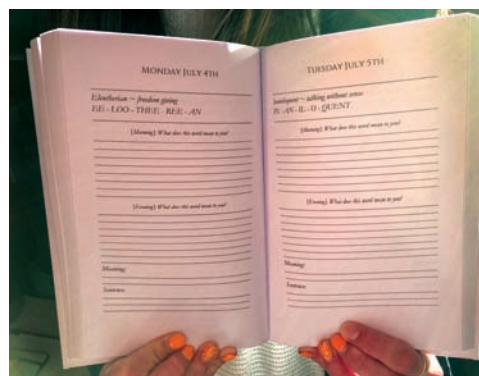 MONDAY JULY 4TH
Eleutherian ~ freedom giving
EE - LOO - THEE - REE - AN
[Morning] What does this word mean to you?
[Evening] What does this word mean to you?
Meaning:
Sentence:
TUESDAY JULY 5TH
Inaniloquent ~ talking without sense
IN - AN - IL - O - QUENT
[Morning] What does this word mean to you?
[Evening] What does this word mean to you?
Meaning:
Sentence: